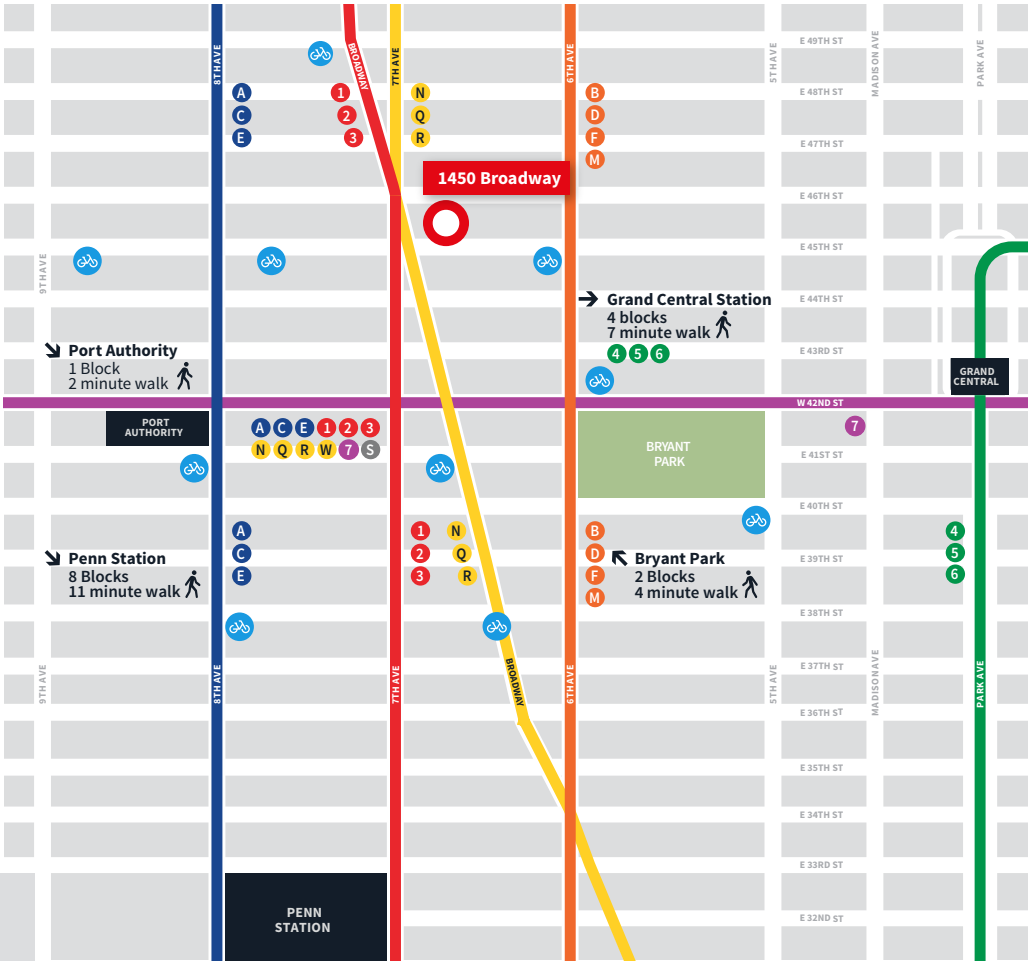 E 49TH ST
8TH AVE
BROADWAY
7TH AVE
6TH AVE
5TH AVE
MADISON AVE
PARK AVE
A
1
N
B
E 48TH ST
C
2
Q
D
E
3
R
F
E 47TH ST
M
1450 Broadway
E 46TH ST
E 45TH ST
9TH AVE
Grand Central Station
E 44TH ST
4 blocks
7 minute walk
4 5 6
E 43RD ST
Port Authority
1 Block
2 minute walk
GRAND
CENTRAL
W 42ND ST
PORT
AUTHORITY
A C E 1 2 3
N Q R W 7 S
BRYANT
PARK
7
E 41ST ST
E 40TH ST
A
1
N
B
4
C
2
Q
D
5
E
3
R
F
6
M
Penn Station
8 Blocks
11 minute walk
Bryant Park
2 Blocks
4 minute walk
E 39TH ST
E 38TH ST
E 37TH ST
9TH AVE
8TH AVE
7TH AVE
BROADWAY
6TH AVE
5TH AVE
MADISON AVE
PARK AVE
E 36TH ST
E 35TH ST
E 34TH ST
E 33RD ST
PENN
STATION
E 32ND ST